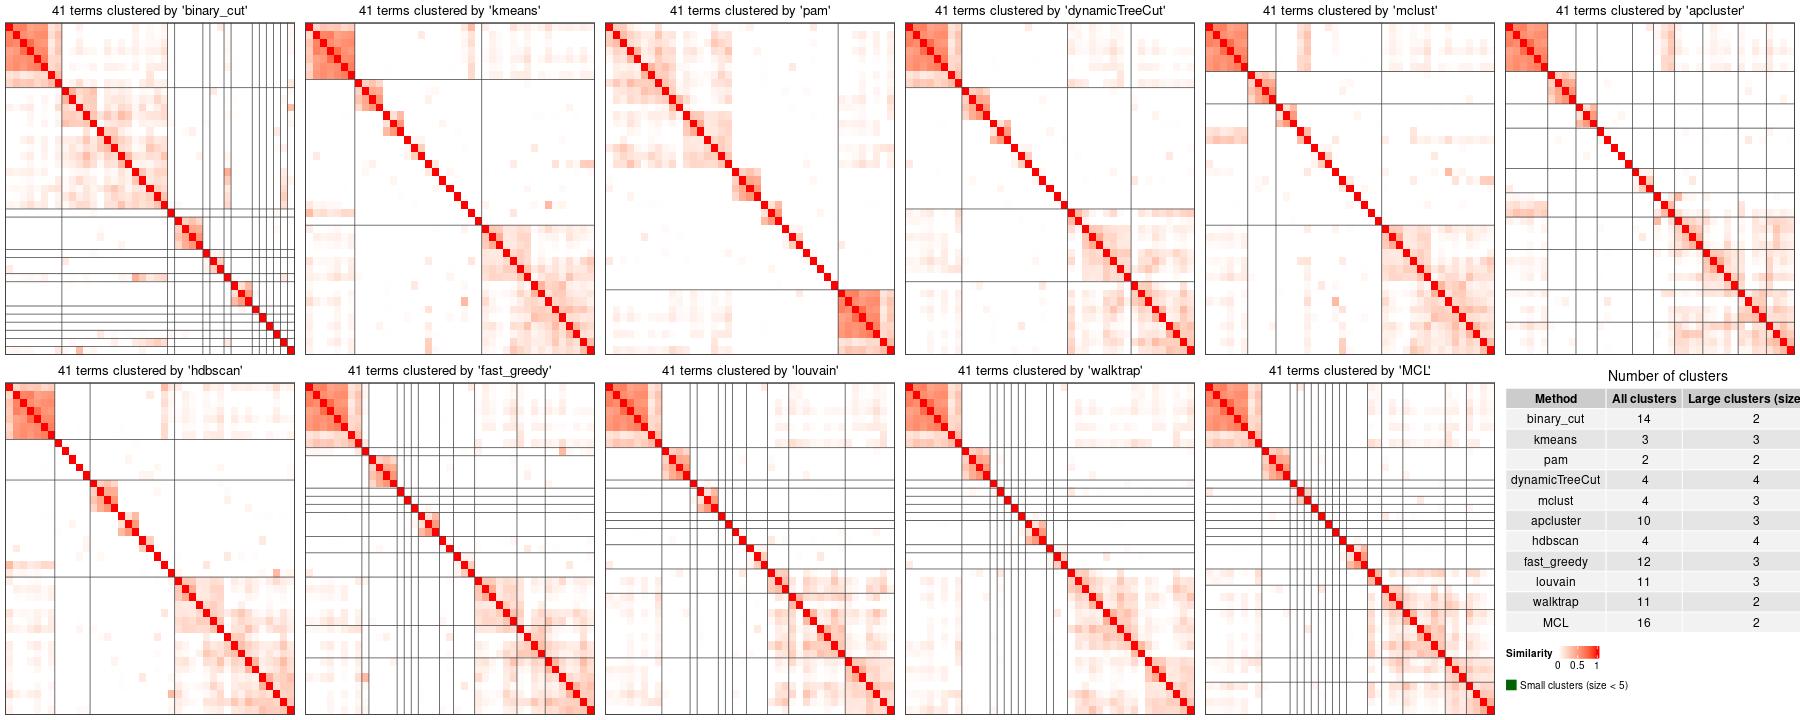 41 terms clustered by 'binary_cut'
41 terms clustered by 'kmeans'
41 terms clustered by 'pam'
41 terms clustered by 'dynamicTreeCut'
41 terms clustered by 'mclust'
41 terms clustered by 'apcluster'
41 terms clustered by 'hdbscan'
41 terms clustered by 'fast_greedy'
41 terms clustered by 'louvain'
41 terms clustered by 'walktrap'
41 terms clustered by 'MCL'
Number of clusters
Method All clusters Large clusters (size
binary_cut 14 2
kmeans 3 3
pam 2 2
dynamicTreeCut 4 4
mclust 4 3
apcluster 10 3
hdbscan 4 4
fast_greedy 12 3
louvain 11 3
walktrap 11 2
MCL 16 2
Similarity
0 0.5 1
Small clusters (size < 5)